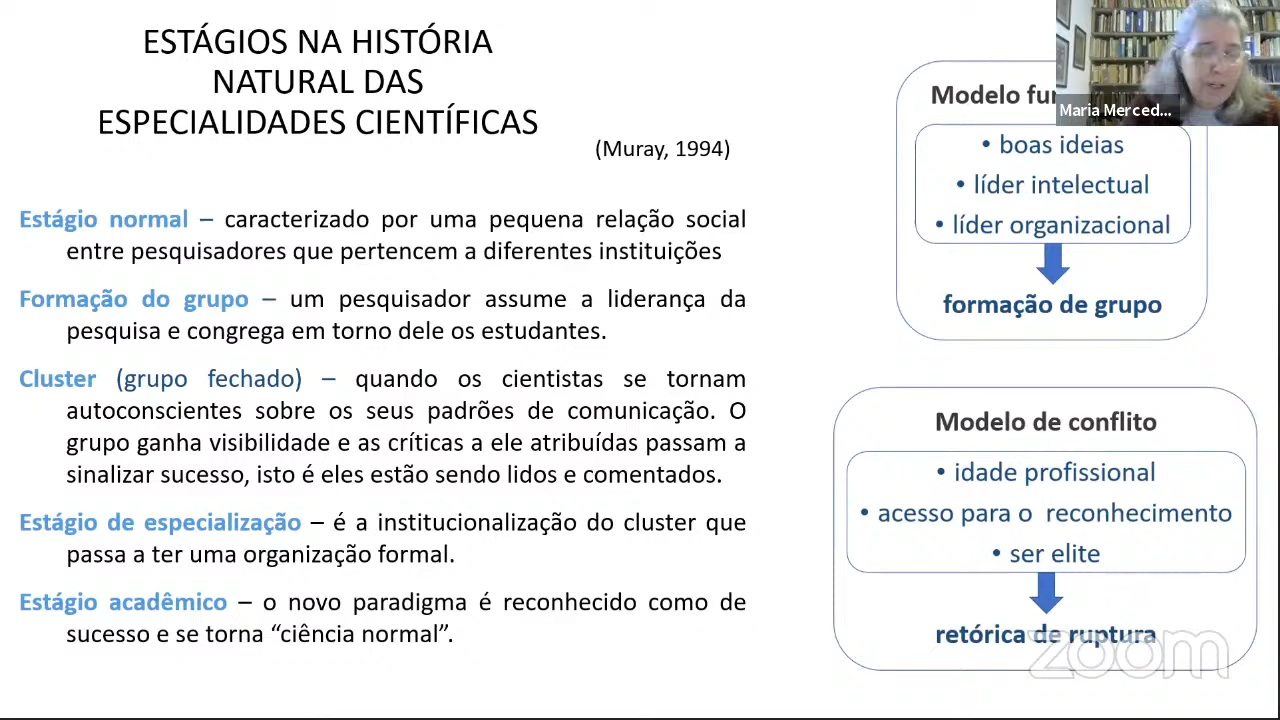 ESTÁGIOS NA HISTÓRIA
NATURAL DAS
ESPECIALIDADES CIENTÍFICAS
(Muray, 1994)
Estágio normal – caracterizado por uma pequena relação social
entre pesquisadores que pertencem a diferentes instituições
Formação do grupo – um pesquisador assume a liderança da
pesquisa e congrega em torno dele os estudantes.
Cluster (grupo fechado) – quando os cientistas se tornam
autoconscientes sobre os seus padrões de comunicação. O
grupo ganha visibilidade e as críticas a ele atribuídas passam a
sinalizar sucesso, isto é eles estão sendo lidos e comentados.
Estágio de especialização – é a institucionalização do cluster que
passa a ter uma organização formal.
Estágio acadêmico – o novo paradigma é reconhecido como de
sucesso e se torna “ciência normal”.
Modelo
Maria Merced...
• boas ideias
• líder intelectual
• líder organizacional
formação de grupo
Modelo de conflito
• idade profissional
• acesso para o reconhecimento
• ser elite
retórica de ruptura
zoom